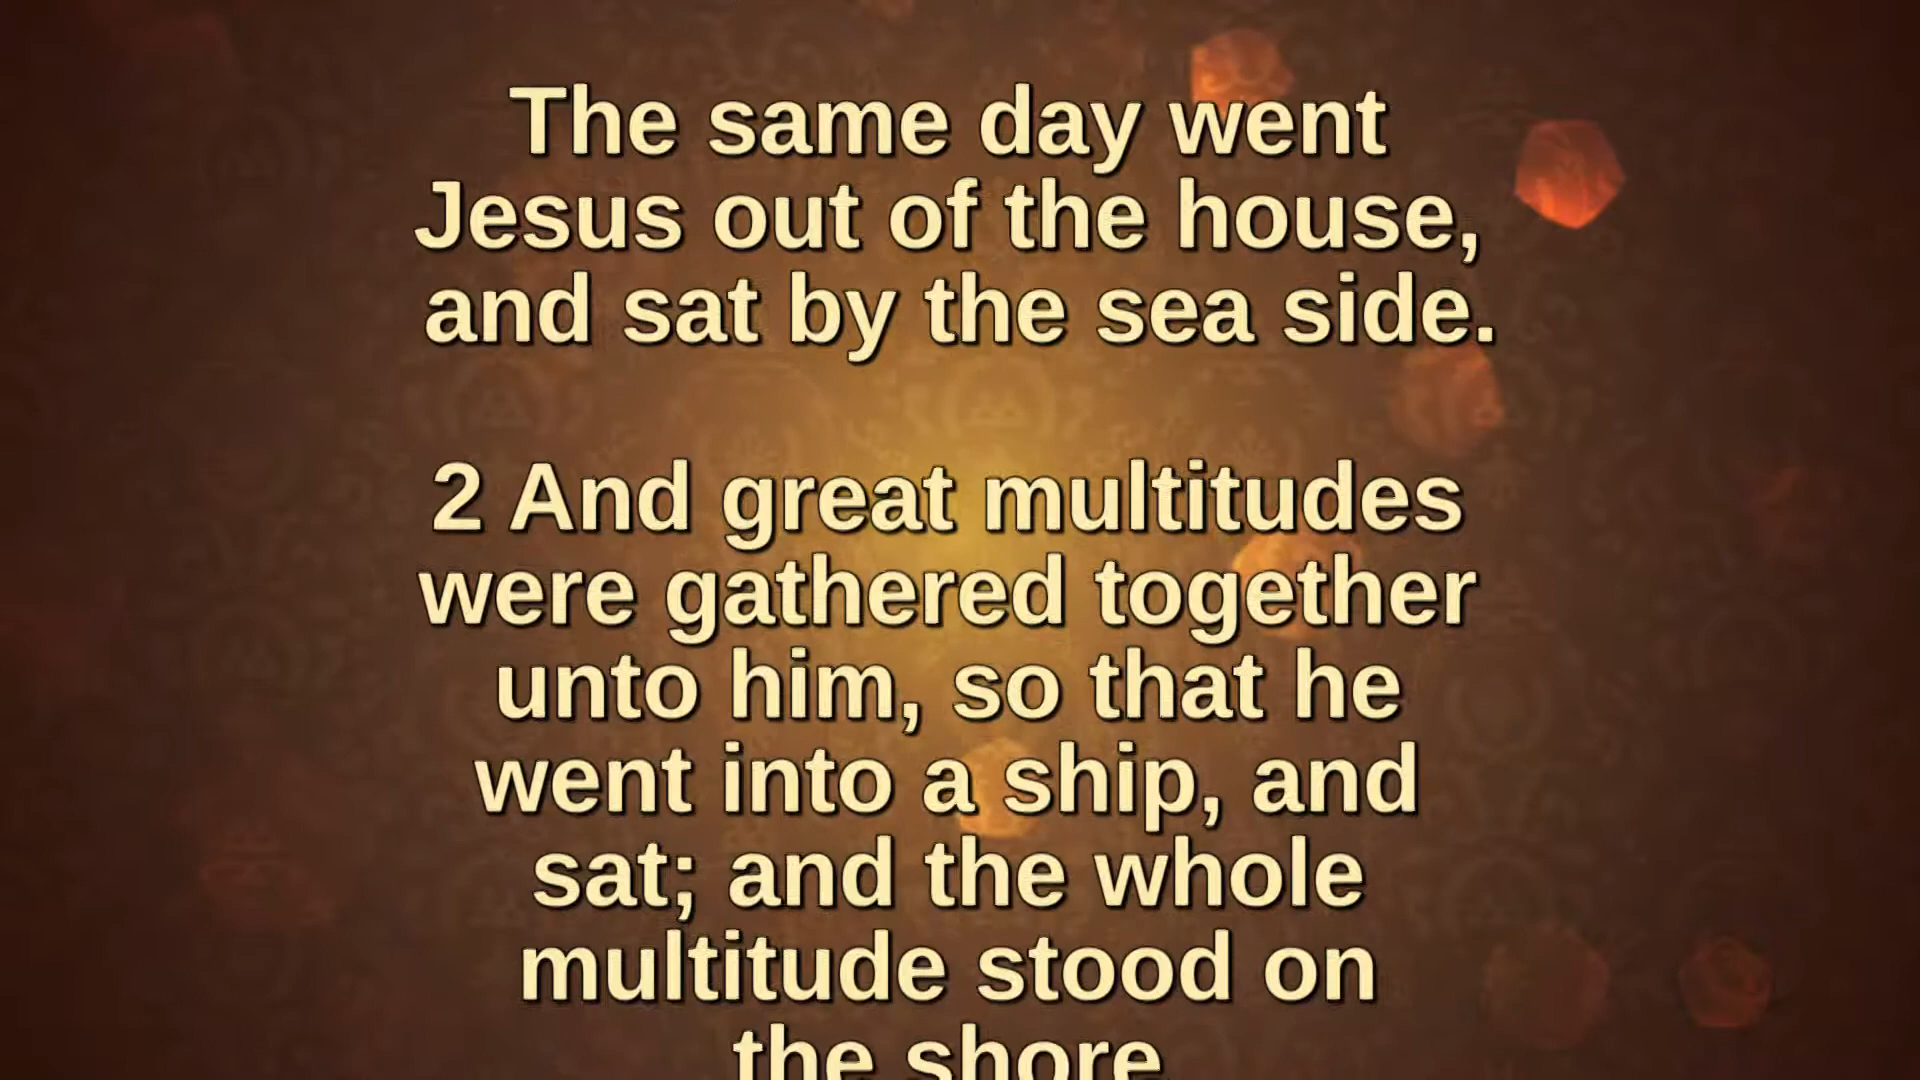 The same day went
Jesus out of the house,
and sat by the sea side.
2 And great multitudes
were gathered together
unto him, so that he
went into a ship, and
sat; and the whole
multitude stood on
the shore